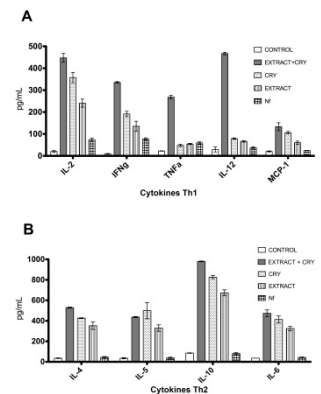 A
CONTROL
EXTRACT+CRY
CRY
EXTRACT
Nf
pg/mL
500
400
300
200
100
0
IL-2
IFNg
TNFa
IL-12
MCP-1
Cytokines Th1
B
CONTROL
EXTRACT + CRY
CRY
EXTRACT
Nf
pg/mL
1000
800
600
400
200
0
IL-4
IL-5
IL-10
IL-6
Cytokines Th2